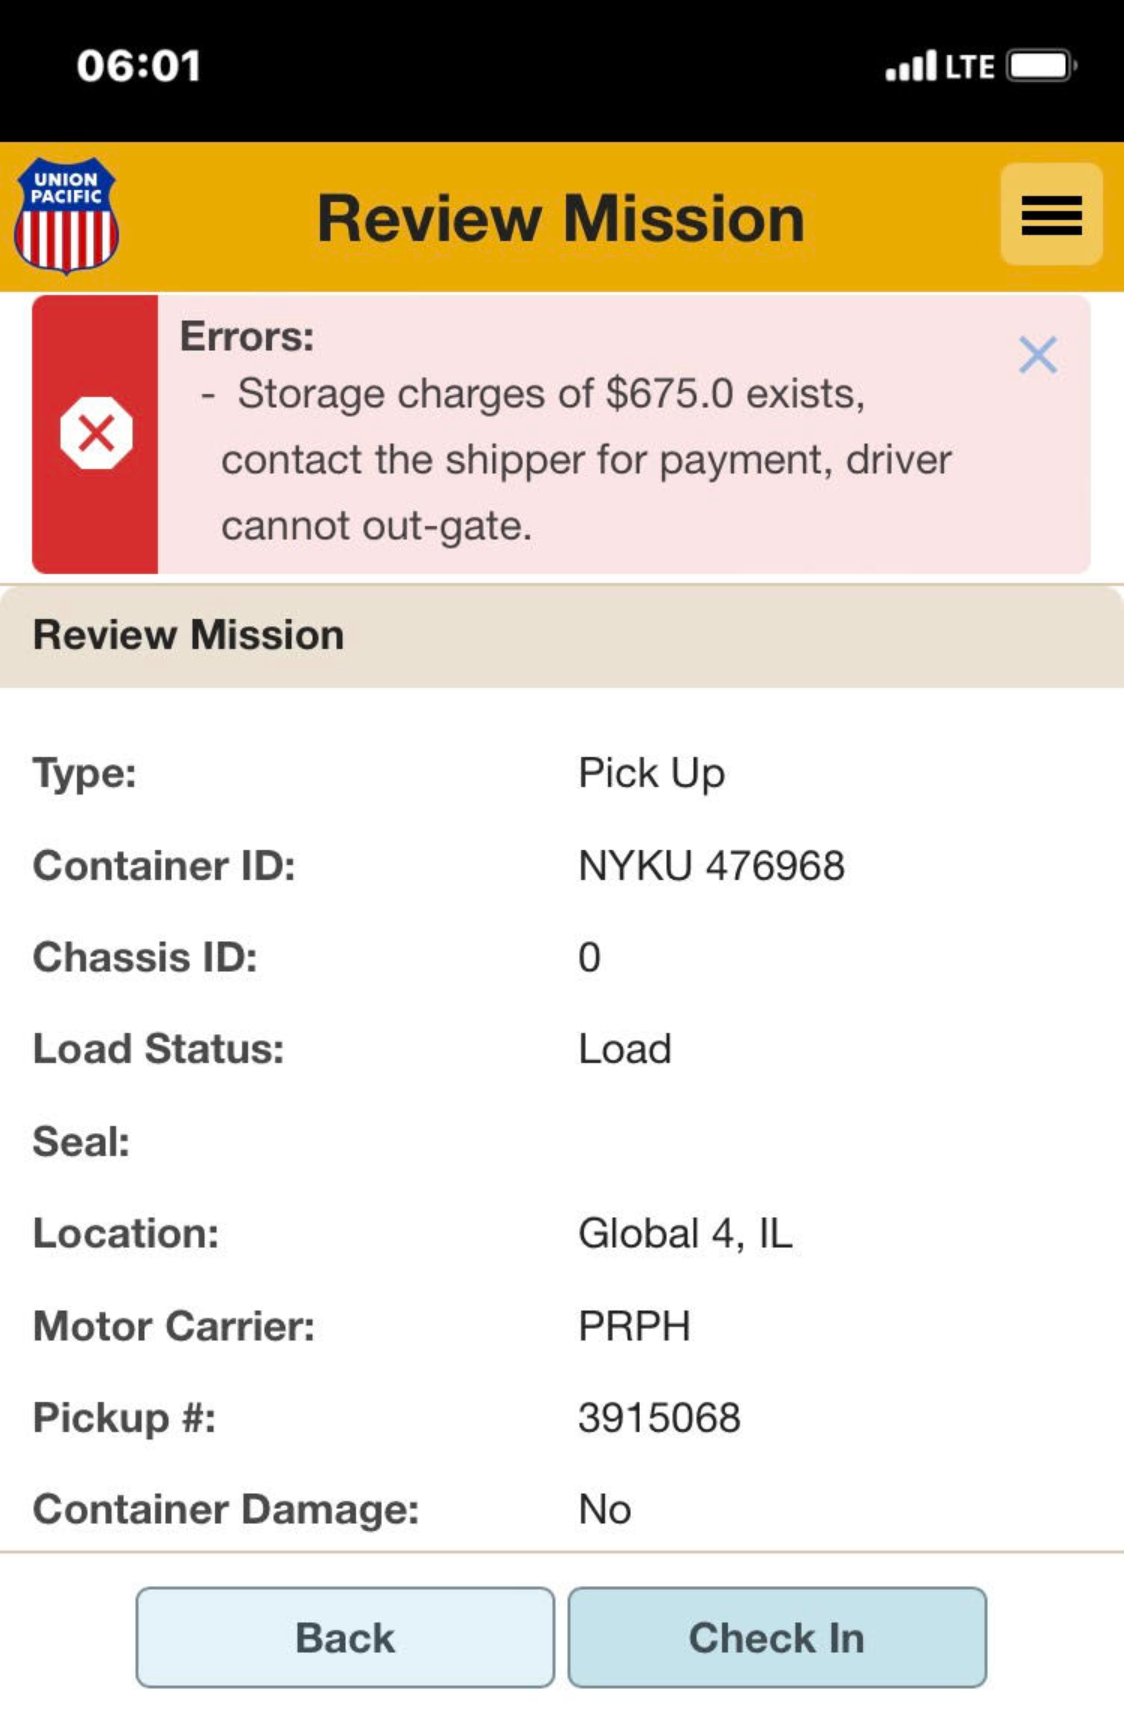 06:01
LTE
UNION
PACIFIC
Review Mission
Errors:
- Storage charges of $675.0 exists,
contact the shipper for payment, driver
cannot out-gate.
Review Mission
Type: Pick Up
Container ID: NYKU 476968
Chassis ID: 0
Load Status: Load
Seal:
Location: Global 4, IL
Motor Carrier: PRPH
Pickup #: 3915068
Container Damage: No
Back Check In